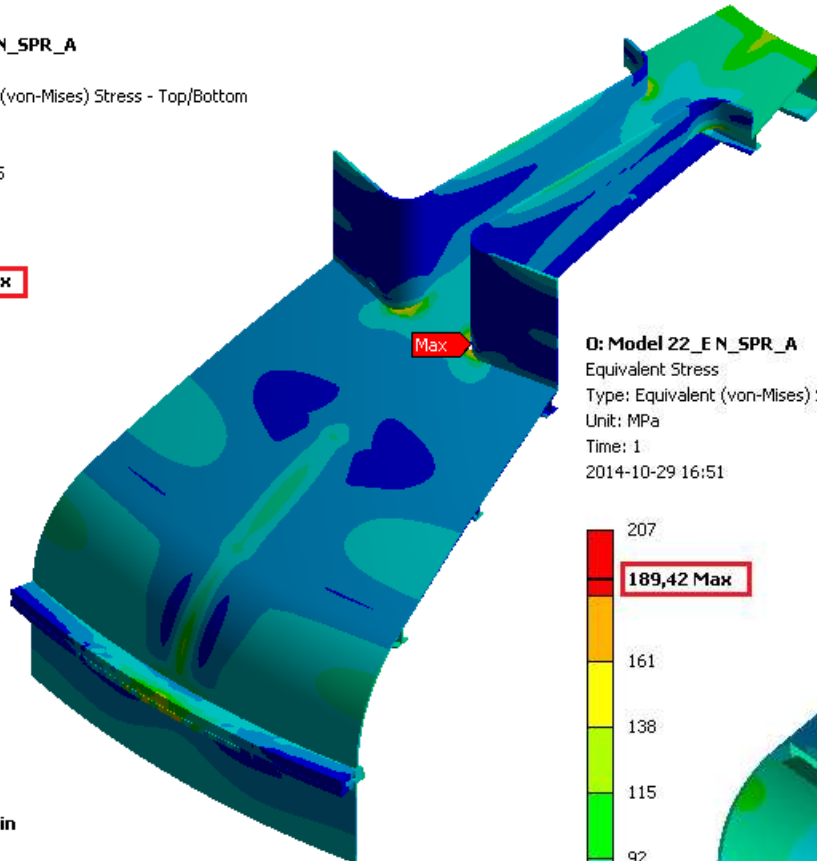 N_SPR_A
(von-Mises) Stress - Top/Bottom
x
Max
O: Model 22_E N_SPR_A
Equivalent Stress
Type: Equivalent (von-Mises)
Unit: MPa
Time: 1
2014-10-29 16:51
207
189,42 Max
161
138
115
92
in